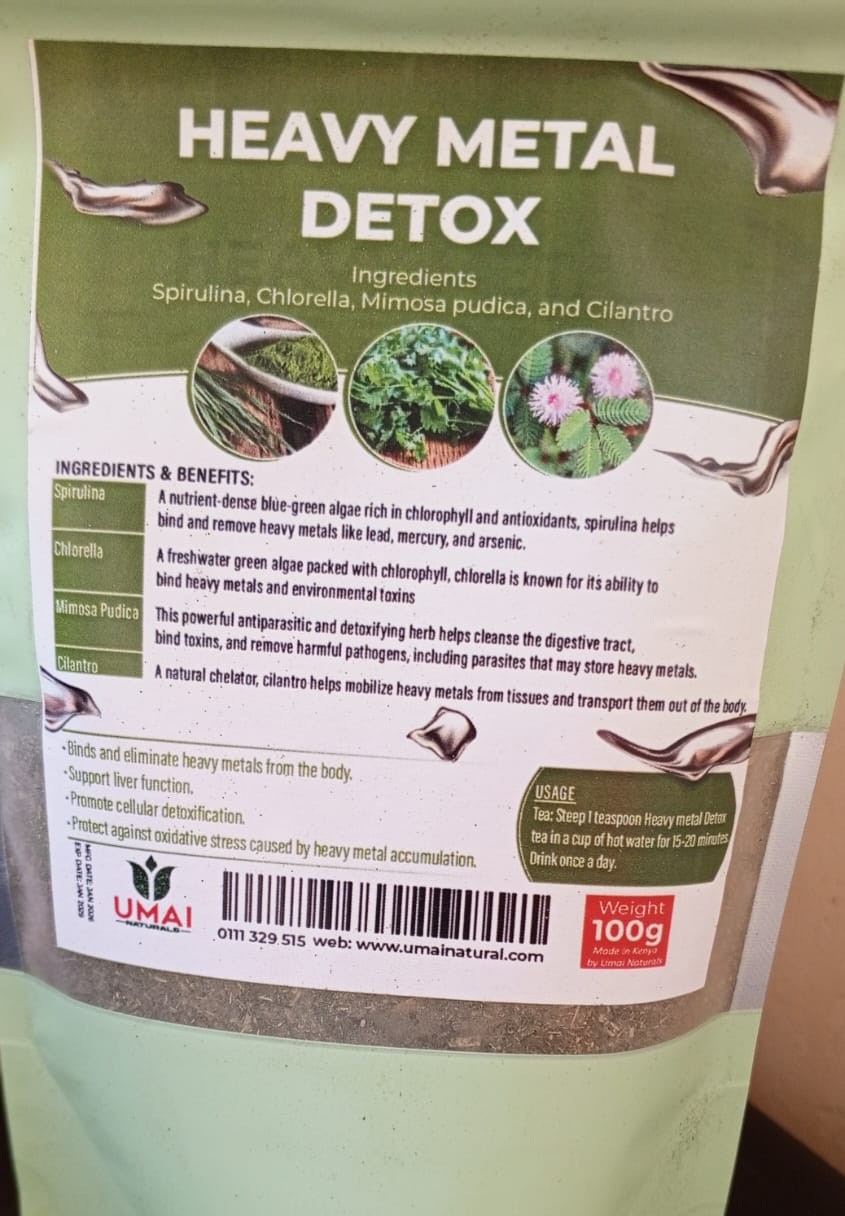 HEAVY METAL
DETOX
Ingredients
Spirulina, Chlorella, Mimosa pudica, and Cilantro
INGREDIENTS & BENEFITS:
Spirulina
A nutrient-dense blue-green algae rich in chlorophyll and antioxidants, spirulina helps
bind and remove heavy metals like lead, mercury, and arsenic.
Chlorella
A freshwater green algae packed with chlorophyll, chlorella is known for its ability to
bind heavy metals and environmental toxins
Mimosa Pudica
This powerful antiparasitic and detoxifying herb helps cleanse the digestive tract,
bind toxins, and remove harmful pathogens, including parasites that may store heavy metals.
Cilantro
A natural chelator, cilantro helps mobilize heavy metals from tissues and transport them out of the body.
•Binds and eliminate heavy metals from the body.
•Support liver function.
•Promote cellular detoxification.
•Protect against oxidative stress caused by heavy metal accumulation.
USAGE
Tea: Steep 1 teaspoon Heavy metal Detox
tea in a cup of hot water for 15-20 minutes
Drink once a day.
MFG DATE: JAN 2026
EXP DATE: JAN 2029
UMAI
NATURALS
0111 329 515 web: www.umainatural.com
Weight
100g
Made in Kenya
by Umai Naturals